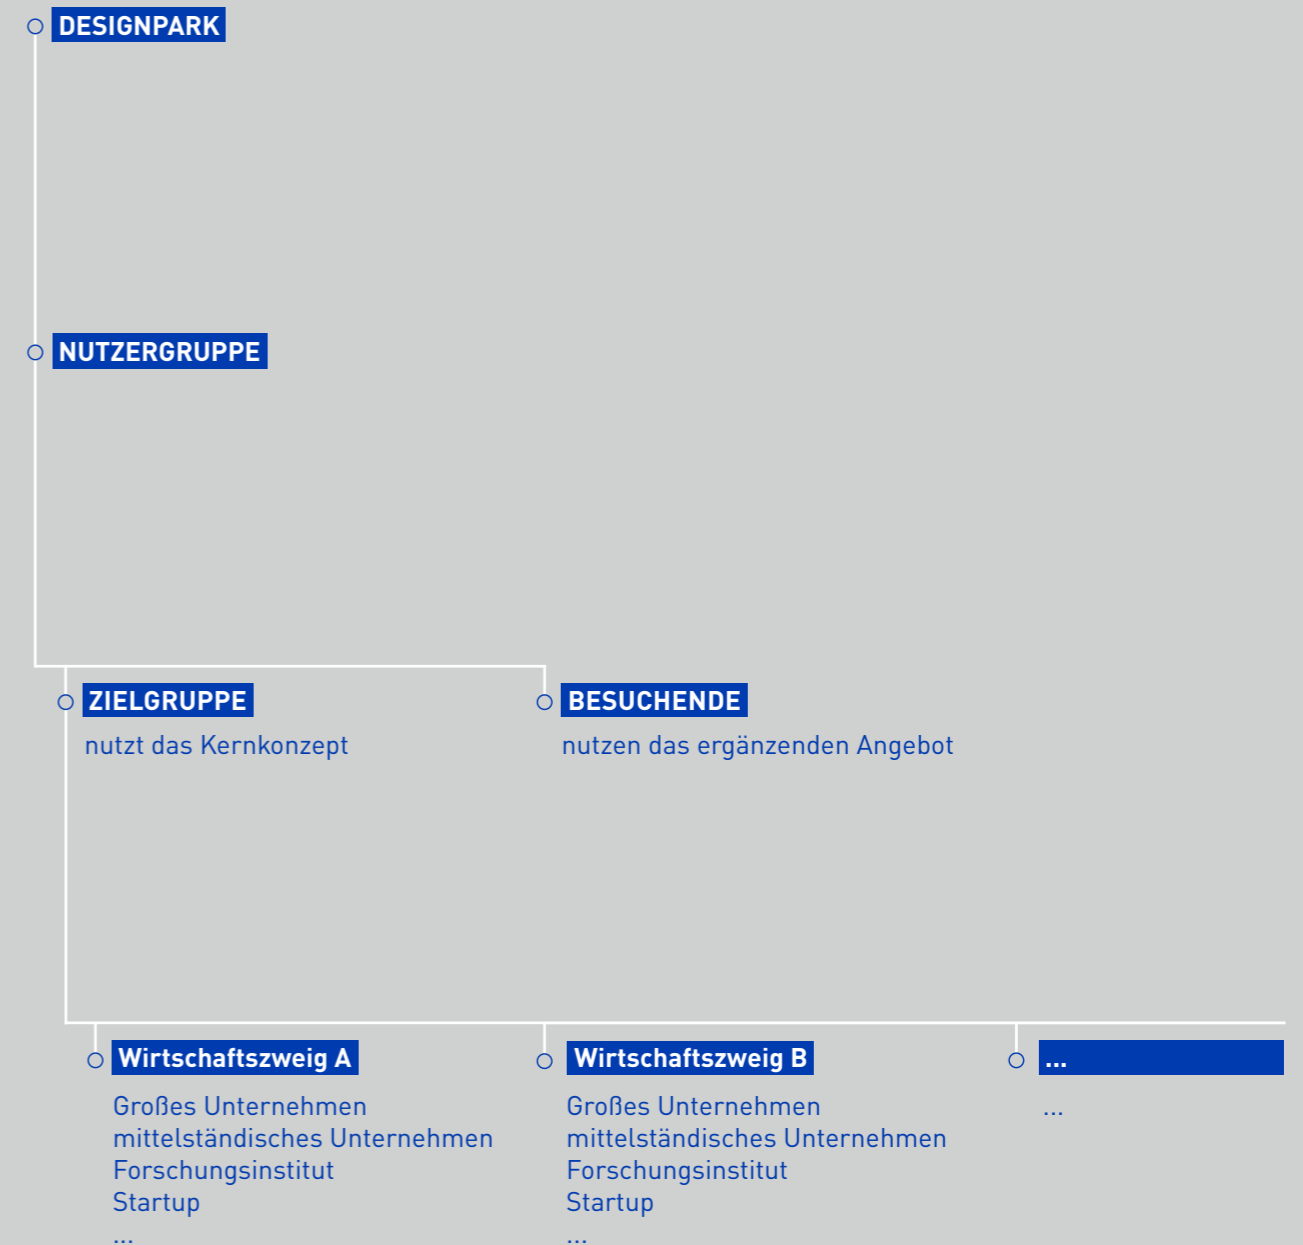 DESIGNPARK
NUTZERGRUPPE
ZIELGRUPPE
nutzt das Kernkonzept
BESUCHENDE
nutzen das ergänzenden Angebot
Wirtschaftszweig A
Großes Unternehmen
mittelständisches Unternehmen
Forschungsinstitut
Startup
...
Wirtschaftszweig B
Großes Unternehmen
mittelständisches Unternehmen
Forschungsinstitut
Startup
...
...
...